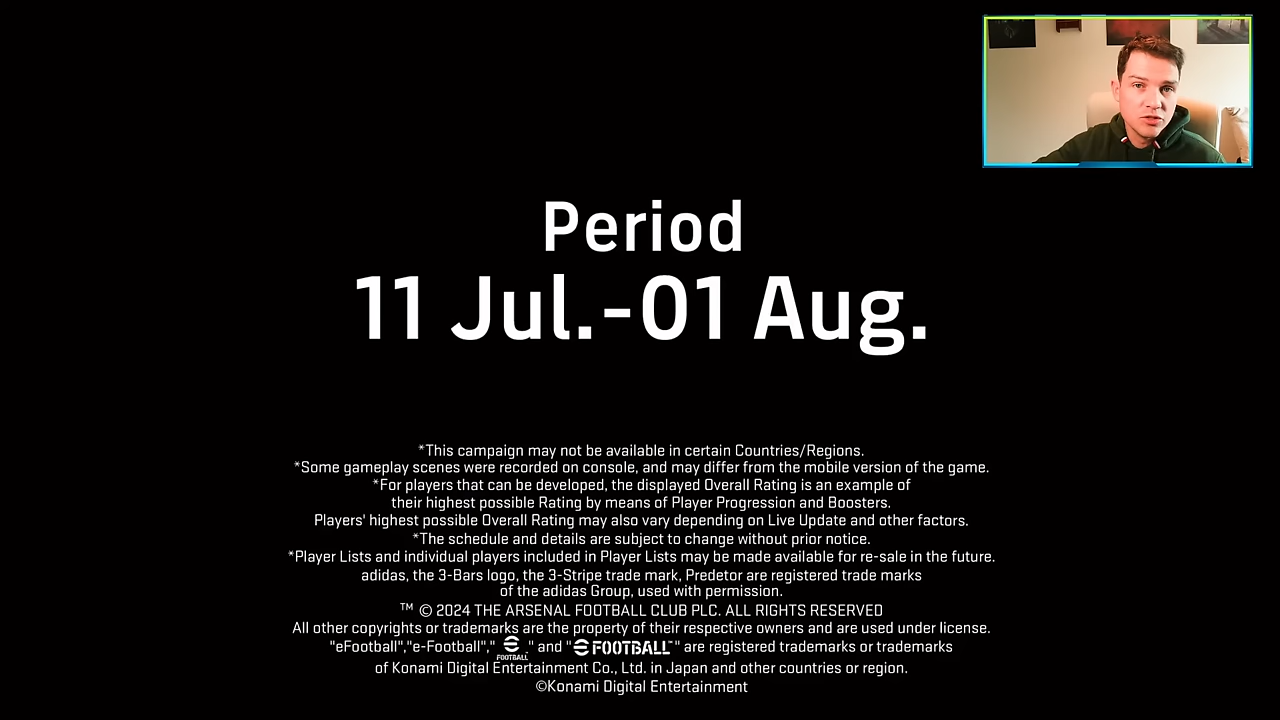 Period
11 Jul.-01 Aug.
*This campaign may not be available in certain Countries/Regions.
*Some gameplay scenes were recorded on console, and may differ from the mobile version of the game.
*For players that can be developed, the displayed Overall Rating is an example of
their highest possible Rating by means of Player Progression and Boosters.
Players' highest possible Overall Rating may also vary depending on Live Update and other factors.
*The schedule and details are subject to change without prior notice.
*Player Lists and individual players included in Player Lists may be made available for re-sale in the future.
adidas, the 3-Bars logo, the 3-Stripe trade mark, Predetor are registered trade marks
of the adidas Group, used with permission.
™ © 2024 THE ARSENAL FOOTBALL CLUB PLC. ALL RIGHTS RESERVED
All other copyrights or trademarks are the property of their respective owners and are used under license.
"eFootball","e-Football"," e FOOTBALL " and "eFOOTBALL™" are registered trademarks or trademarks
of Konami Digital Entertainment Co., Ltd. in Japan and other countries or region.
©Konami Digital Entertainment